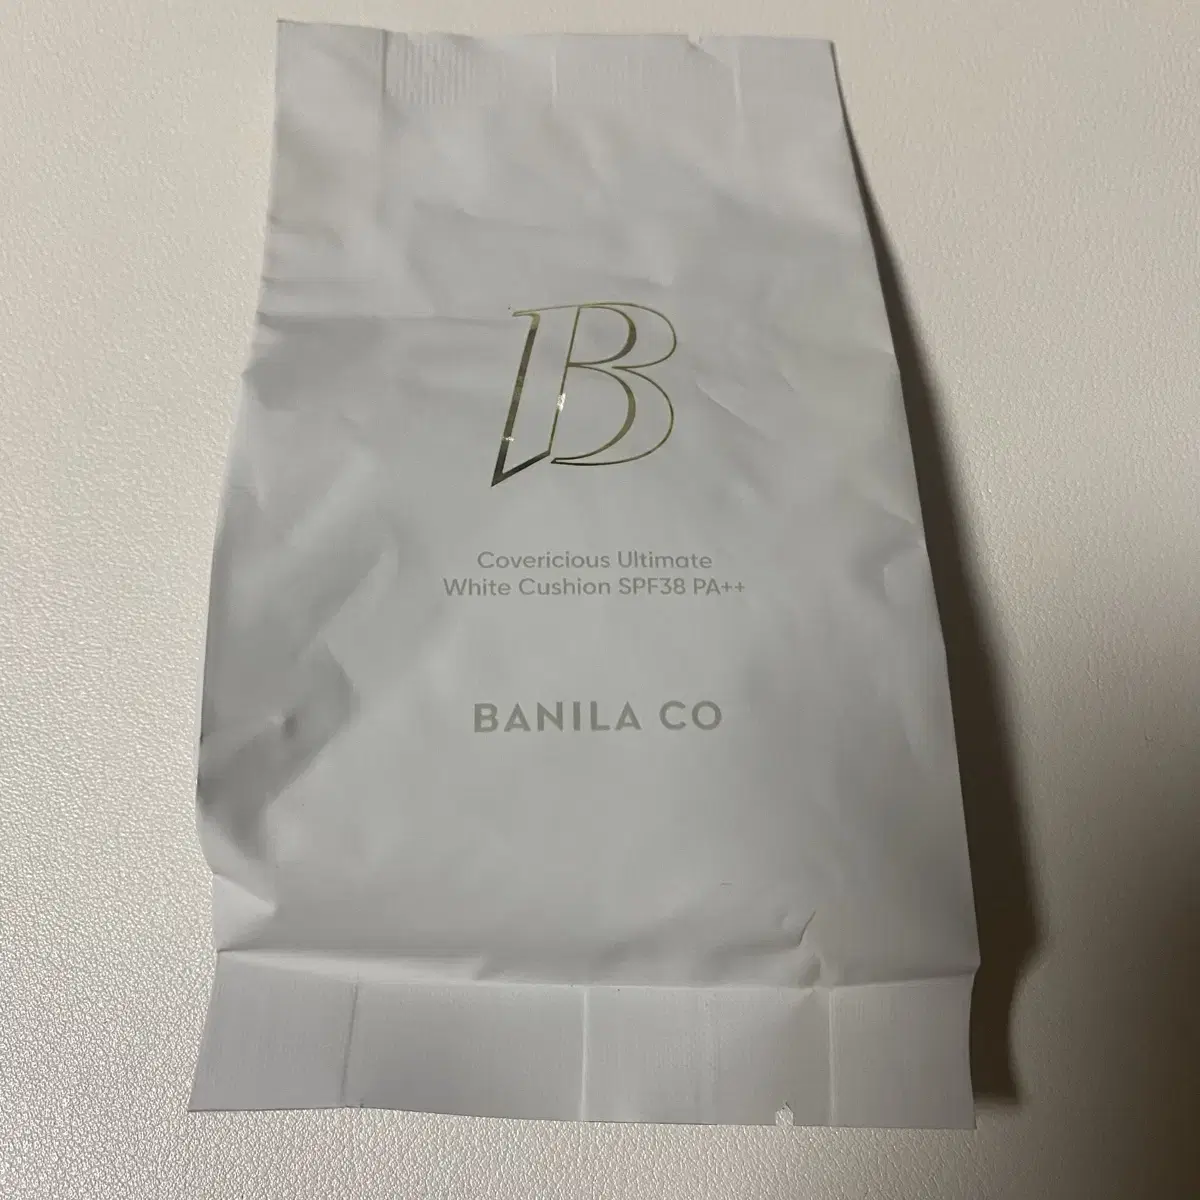 B
Covericious Ultimate
White Cushion SPF38 PA++
BANILA CO